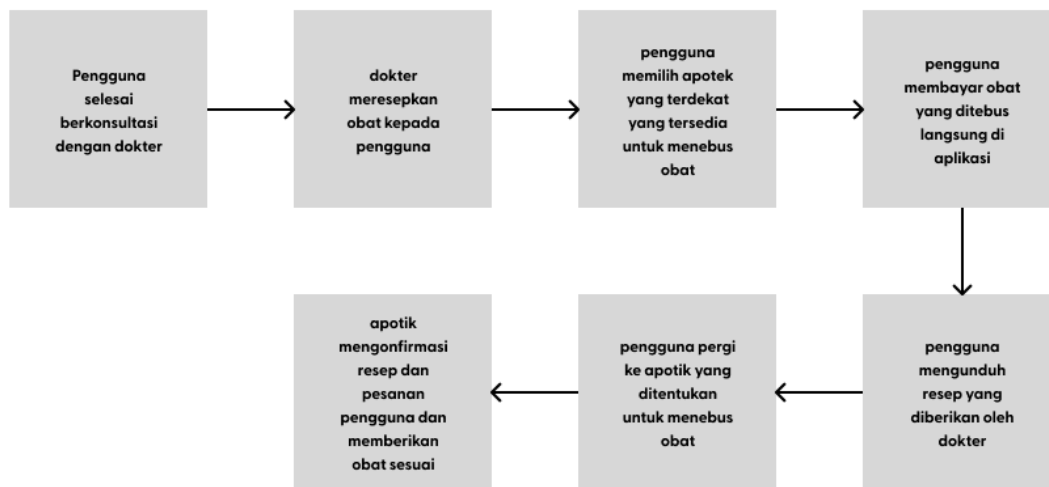 Pengguna
selesai
berkonsultasi
dengan dokter
dokter
meresepkan
obat kepada
pengguna
pengguna
memilih apotek
yang terdekat
yang tersedia
untuk menebus
obat
pengguna
membayar obat
yang ditebus
langsung di
aplikasi
pengguna
mengunduh
resep yang
diberikan oleh
dokter
pengguna pergi
ke apotik yang
ditentukan
untuk menebus
obat
apotik
mengonfirmasi
resep dan
pesanan
pengguna dan
memberikan
obat sesuai